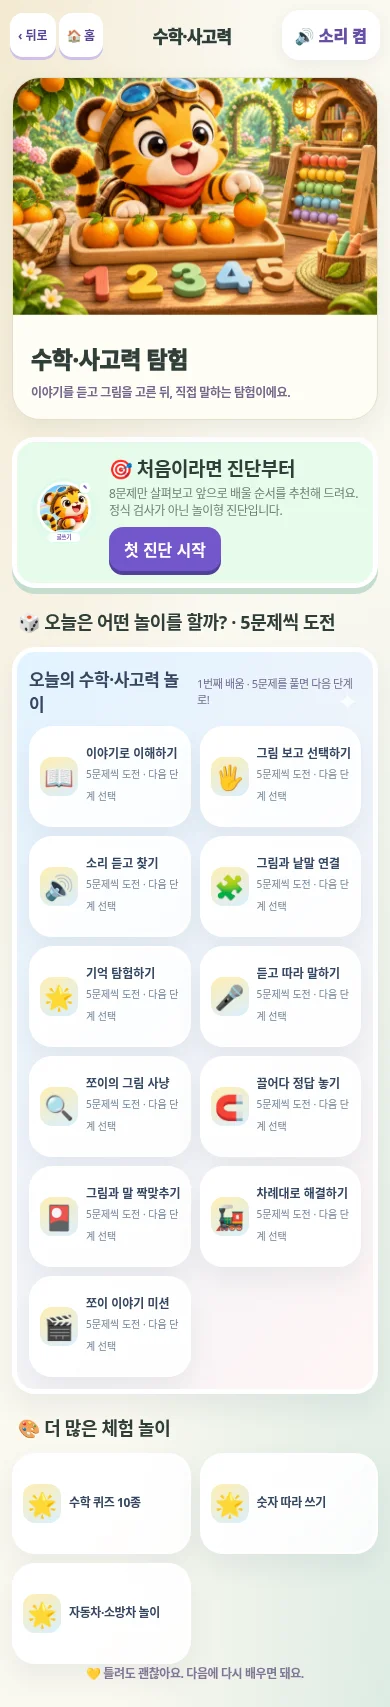 ‹ 뒤로
🏠 홈
수학·사고력
🔊 소리 켬
1 2 3 4 5
수학·사고력 탐험
이야기를 듣고 그림을 고른 뒤, 직접 말하는 탐험이에요.
글쓰기
🎯 처음이라면 진단부터
8문제만 살펴보고 앞으로 배울 순서를 추천해 드려요.
정식 검사가 아닌 놀이형 진단입니다.
첫 진단 시작
🎲 오늘은 어떤 놀이를 할까? · 5문제씩 도전
오늘의 수학·사고력 놀
이
1번째 배움 · 5문제를 풀면 다음 단계
로!
이야기로 이해하기
5문제씩 도전 · 다음 단
계 선택
그림 보고 선택하기
5문제씩 도전 · 다음 단
계 선택
소리 듣고 찾기
5문제씩 도전 · 다음 단
계 선택
그림과 낱말 연결
5문제씩 도전 · 다음 단
계 선택
기억 탐험하기
5문제씩 도전 · 다음 단
계 선택
듣고 따라 말하기
5문제씩 도전 · 다음 단
계 선택
쪼이의 그림 사냥
5문제씩 도전 · 다음 단
계 선택
끌어다 정답 놓기
5문제씩 도전 · 다음 단
계 선택
그림과 말 짝맞추기
5문제씩 도전 · 다음 단
계 선택
차례대로 해결하기
5문제씩 도전 · 다음 단
계 선택
쪼이 이야기 미션
5문제씩 도전 · 다음 단
계 선택
🎨 더 많은 체험 놀이
수학 퀴즈 10종
숫자 따라 쓰기
자동차·소방차 놀이
💛 틀려도 괜찮아요. 다음에 다시 배우면 돼요.